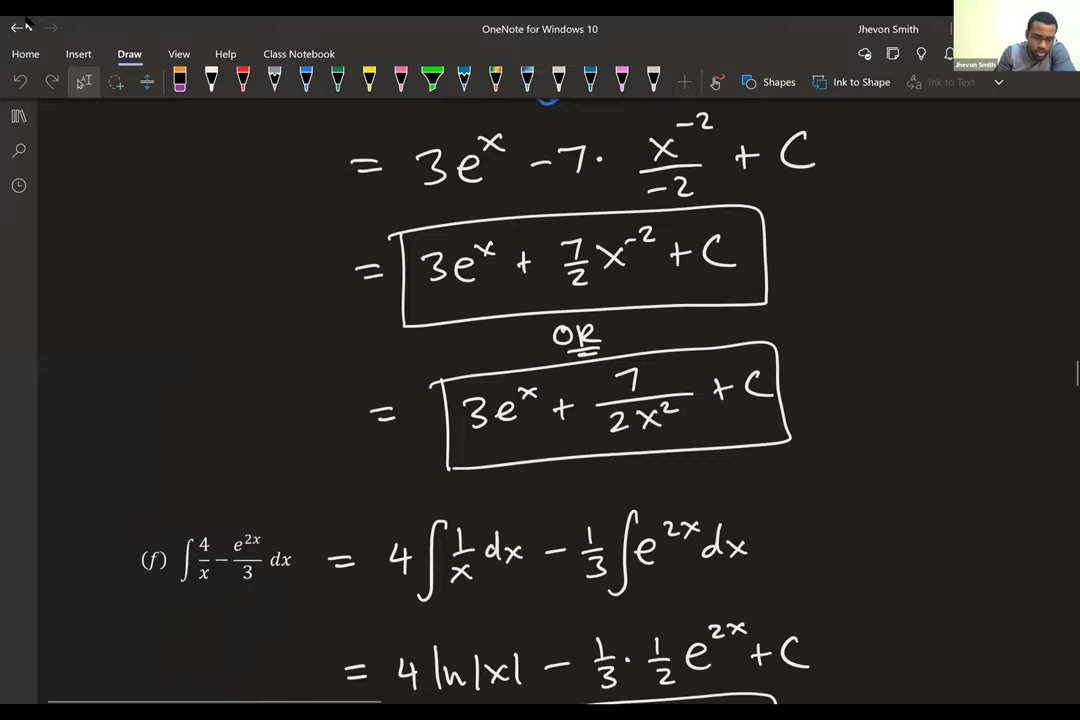 OneNote for Windows 10
Jhevon Smith
Jhevon Smith
Home Insert Draw View Help Class Notebook
Shapes Ink to Shape Ink to Text
= 3e^x - 7 · x^-2/-2 + C
= 3e^x + 7/2 x^-2 + C
OR
= 3e^x + 7/2x^2 + C
(f) ∫ 4/x − e^2x/3 dx = 4∫ 1/x dx − 1/3 ∫ e^2x dx
= 4 ln|x| − 1/3 · 1/2 e^2x + C